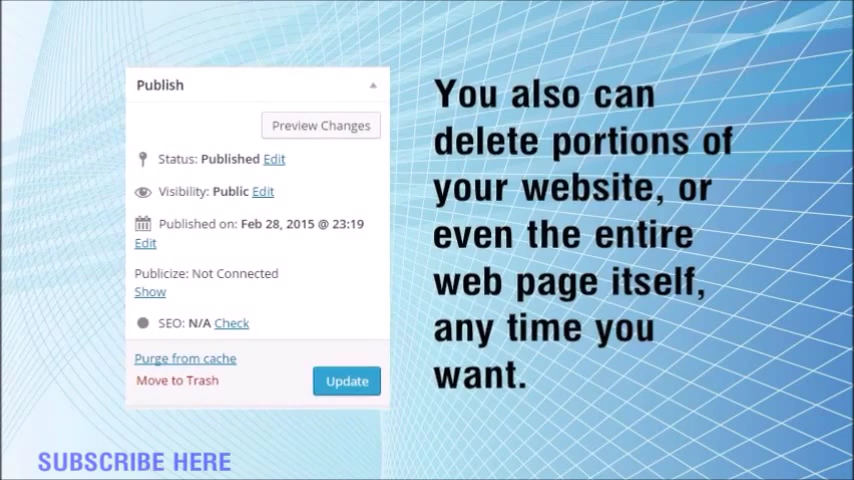 Publish
Preview Changes
Status: Published Edit
Visibility: Public Edit
Published on: Feb 28, 2015 @ 23:19
Edit
Publicize: Not Connected
Show
SEO: N/A Check
Purge from cache
Move to Trash
Update
You also can
delete portions of
your website, or
even the entire
web page itself,
any time you
want.
SUBSCRIBE HERE